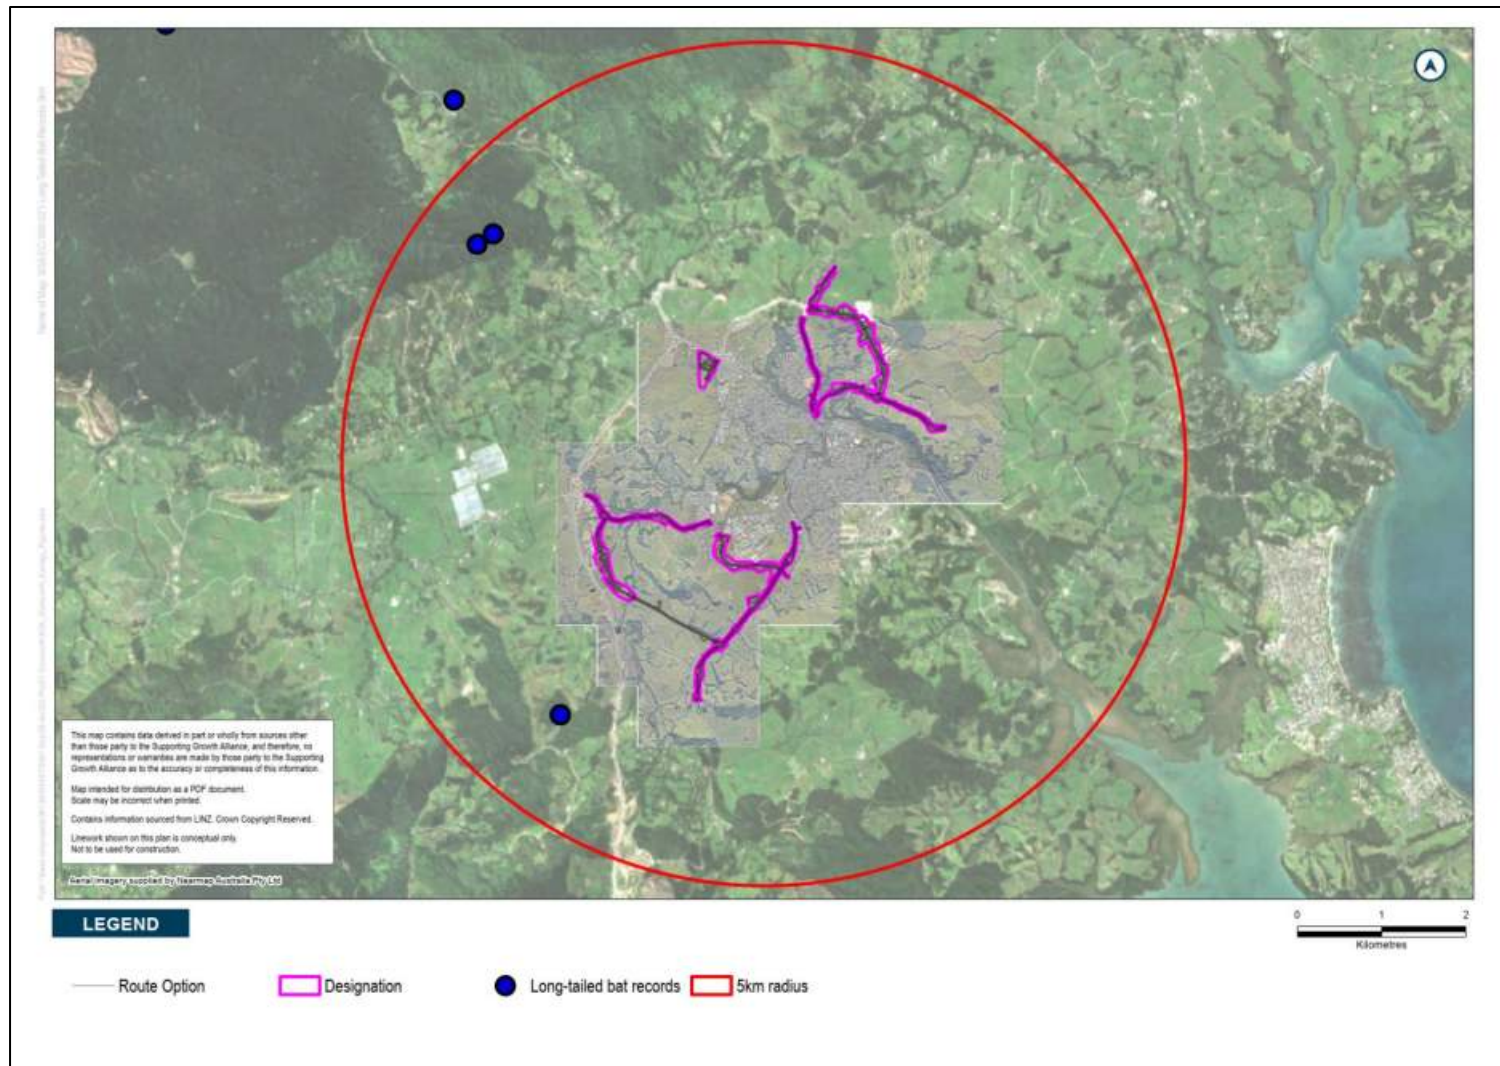 This map contains data derived in part or wholly from sources other
than those party to the Supporting Growth Alliance, and therefore, no
representations or warranties are made by those party to the Supporting
Growth Alliance as to the accuracy or completeness of this information.
Map intended for distribution as a PDF document.
Scale may be incorrect when printed.
Contains information sourced from LINZ. Crown Copyright Reserved.
Linework shown on this plan is conceptual only.
Not to be used for construction.
Aerial imagery supplied by Nearmap Australia Pty Ltd
LEGEND
0 1 2
Kilometres
Route Option Designation Long-tailed bat records 5km radius